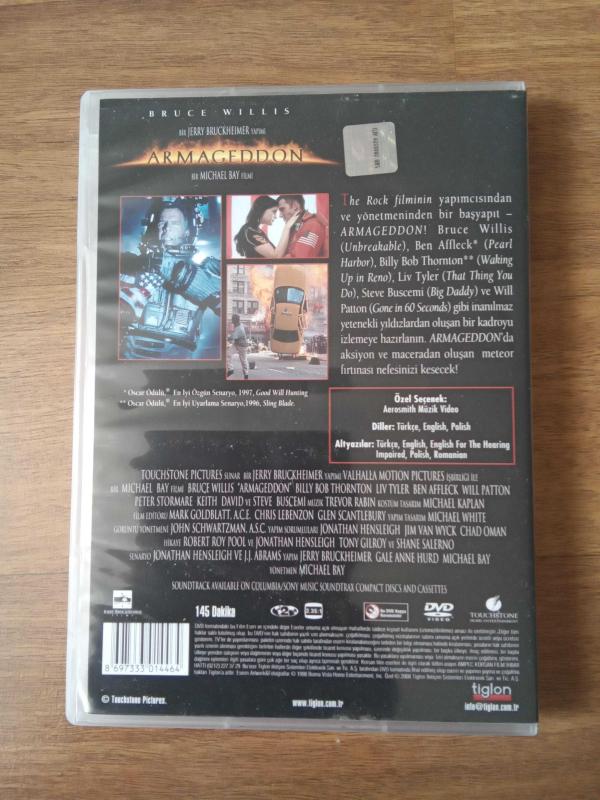 BRUCE WILLIS
BİR JERRY BRUCKHEIMER YAPIMI
ARMAGEDDON
BİR MICHAEL BAY FİLMİ
The Rock filminin yapımcısından
ve yönetmeninden bir başyapıt –
ARMAGEDDON! Bruce Willis
(Unbreakable), Ben Affleck* (Pearl
Harbor), Billy Bob Thornton** (Waking
Up in Reno), Liv Tyler (That Thing You
Do), Steve Buscemi (Big Daddy) ve Will
Patton (Gone in 60 Seconds) gibi inanılmaz
yetenekli yıldızlardan oluşan bir kadroyu
izlemeye hazırlanın. ARMAGEDDON'da
aksiyon ve maceradan oluşan meteor
fırtınası nefesinizi kesecek!
* Oscar Ödülü,® En İyi Özgün Senaryo, 1997, Good Will Hunting
** Oscar Ödülü,® En İyi Uyarlama Senaryo,1996, Sling Blade.
Özel Seçenek:
Aerosmith Müzik Video
Diller: Türkçe, English, Polish
Altyazılar: Türkçe, English, English For The Hearing
Impaired, Polish, Romanian
TOUCHSTONE PICTURES SUNAR BİR JERRY BRUCKHEIMER YAPIMI VALHALLA MOTION PICTURES İŞBİRLİĞİ İLE
BİR MICHAEL BAY FİLMİ BRUCE WILLIS "ARMAGEDDON" BILLY BOB THORNTON LIV TYLER BEN AFFLECK WILL PATTON
PETER STORMARE KEITH DAVID VE STEVE BUSCEMI MÜZİK TREVOR RABIN KOSTÜM TASARIM MICHAEL KAPLAN
FİLM EDİTÖRÜ MARK GOLDBLATT, A.C.E. CHRIS LEBENZON GLEN SCANTLEBURY YAPIM TASARIM MICHAEL WHITE
GÖRÜNTÜ YÖNETMENİ JOHN SCHWARTZMAN, A.S.C. YAPIM SORUMLULARI JONATHAN HENSLEIGH JIM VAN WYCK CHAD OMAN
HİKAYE ROBERT ROY POOL VE JONATHAN HENSLEIGH TONY GILROY VE SHANE SALERNO
SENARYO JONATHAN HENSLEIGH VE J.J. ABRAMS YAPIM JERRY BRUCKHEIMER GALE ANNE HURD MICHAEL BAY
YÖNETMEN MICHAEL BAY
SOUNDTRACK AVAILABLE ON COLUMBIA/SONY MUSIC SOUNDTRAX COMPACT DISCS AND CASSETTES
145 Dakika
2
2.35:1
DVD
VIDEO
TOUCHSTONE
HOME ENTERTAINMENT
8 697333 014464
© Touchstone Pictures.
www.tiglon.com.tr
tiglon
info@tiglon.com.tr